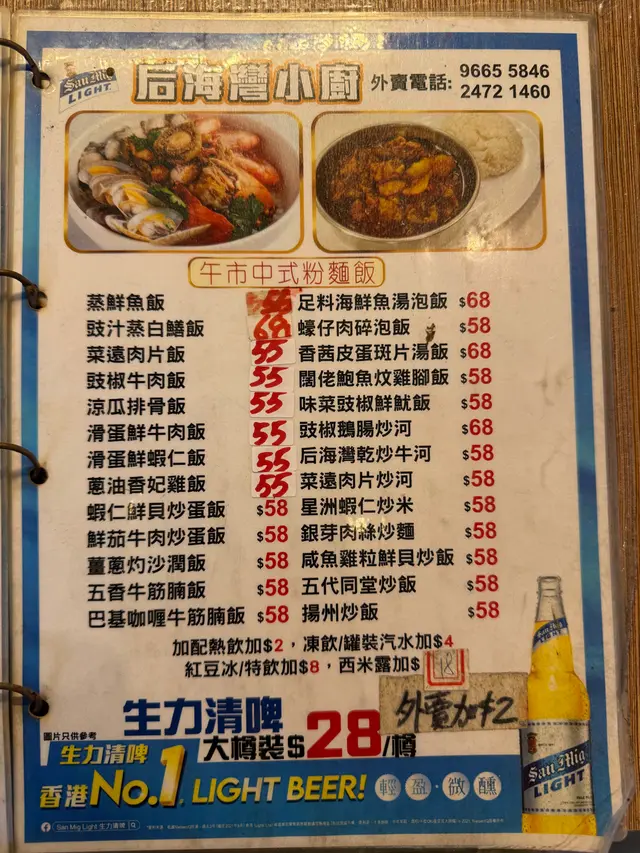 San Mig LIGHT 后海灣小廚 外賣電話: 9665 5846
2472 1460
午市中式粉麵飯
蒸鮮魚飯 55
豉汁蒸白鱔飯 68
菜遠肉片飯 55
豉椒牛肉飯 55
涼瓜排骨飯 55
滑蛋鮮牛肉飯 55
滑蛋鮮蝦仁飯 55
蔥油香妃雞飯 55
蝦仁鮮貝炒蛋飯 $58
鮮茄牛肉炒蛋飯 $58
薑蔥灼沙潤飯 $58
五香牛筋腩飯 $58
巴基咖喱牛筋腩飯 $58
足料海鮮魚湯泡飯 $68
蠔仔肉碎泡飯 $58
香茜皮蛋斑片湯飯 $68
闊佬鮑魚炆雞腳飯 $58
味菜豉椒鮮魷飯 $58
豉椒鵝腸炒河 $68
后海灣乾炒牛河 $58
菜遠肉片炒河 $58
星洲蝦仁炒米 $58
銀芽肉絲炒麵 $58
咸魚雞粒鮮貝炒飯 $58
五代同堂炒飯 $58
揚州炒飯 $58
加配熱飲加$2，凍飲/罐裝汽水加$4
紅豆冰/特飲加$8，西米露加$18
外賣加$2
生力清啤
大樽裝$28/樽
圖片只供參考
生力清啤
香港No.1 LIGHT BEER! 輕盈·微醺
San Mig LIGHT
San Mig Light 生力清啤